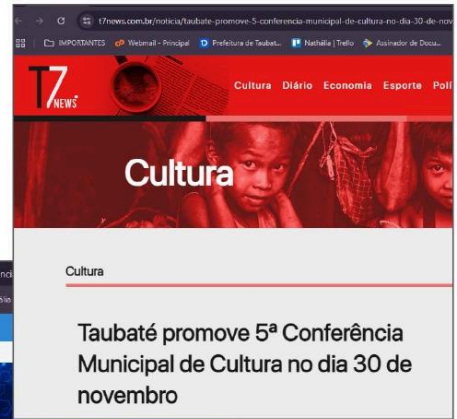 t7news.com.br/noticia/taubate-promove-5-conferencia-municipal-de-cultura-no-dia-30-de-nov
IMPORTANTES Webmail - Principal Prefeitura de Taubat... Nathália | Trello Assinador de Docu...
T7 NEWS
Cultura Diário Economia Esporte Polí
Cultura
Cultura
Taubaté promove 5ª Conferência
Municipal de Cultura no dia 30 de
novembro